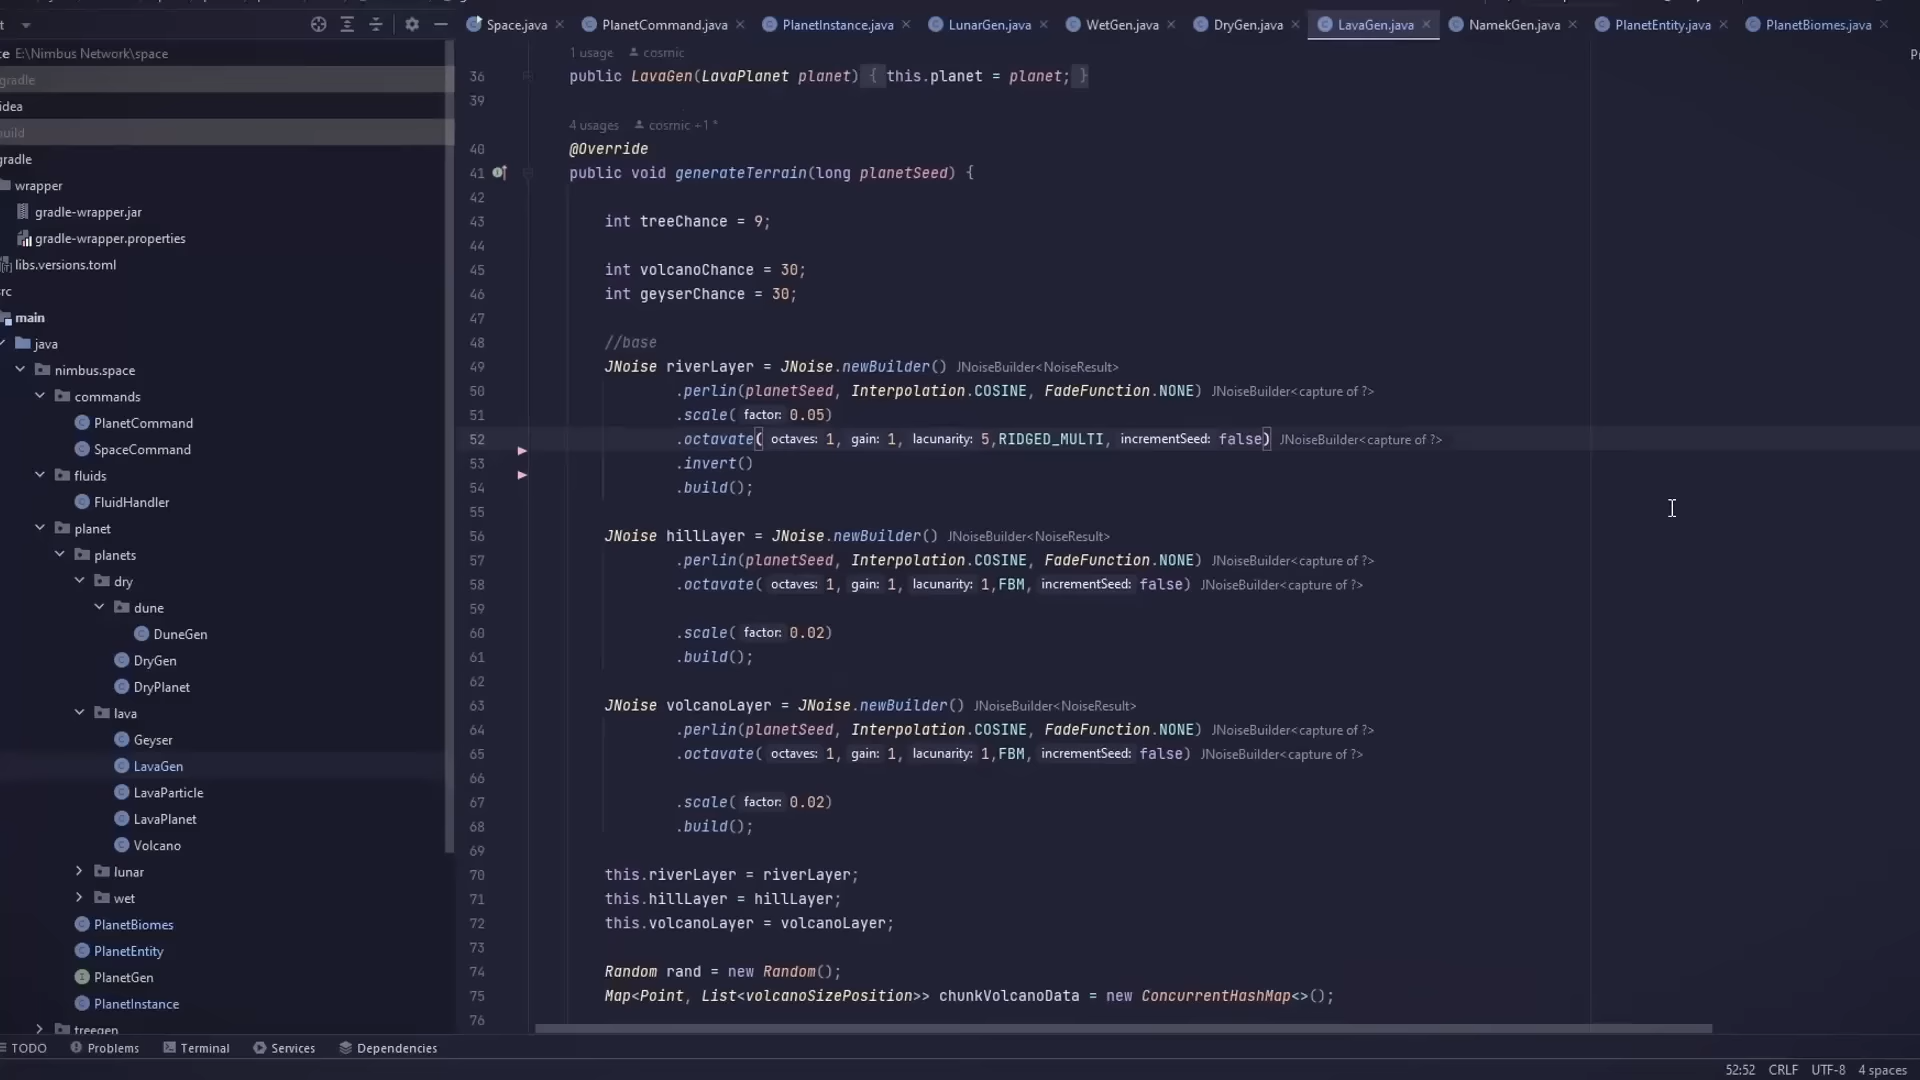 t
Space.java PlanetCommand.java PlanetInstance.java LunarGen.java WetGen.java DryGen.java LavaGen.java NamekGen.java PlanetEntity.java PlanetBiomes.java
ce E:\Nimbus Network\space
gradle
idea
build
gradle
wrapper
gradle-wrapper.jar
gradle-wrapper.properties
libs.versions.toml
src
main
java
nimbus.space
commands
PlanetCommand
SpaceCommand
fluids
FluidHandler
planet
planets
dry
dune
DuneGen
DryGen
DryPlanet
lava
Geyser
LavaGen
LavaParticle
LavaPlanet
Volcano
lunar
wet
PlanetBiomes
PlanetEntity
PlanetGen
PlanetInstance
treegen
1 usage cosmic
36 public LavaGen(LavaPlanet planet) { this.planet = planet; }
39
4 usages cosmic +1 *
40 @Override
41 public void generateTerrain(long planetSeed) {
42
43 int treeChance = 9;
44
45 int volcanoChance = 30;
46 int geyserChance = 30;
47
48 //base
49 JNoise riverLayer = JNoise.newBuilder() JNoiseBuilder<NoiseResult>
50 .perlin(planetSeed, Interpolation.COSINE, FadeFunction.NONE) JNoiseBuilder<capture of ?>
51 .scale( factor: 0.05)
52 .octavate( octaves: 1, gain: 1, lacunarity: 5,RIDGED_MULTI, incrementSeed: false) JNoiseBuilder<capture of ?>
53 .invert()
54 .build();
55
56 JNoise hillLayer = JNoise.newBuilder() JNoiseBuilder<NoiseResult>
57 .perlin(planetSeed, Interpolation.COSINE, FadeFunction.NONE) JNoiseBuilder<capture of ?>
58 .octavate( octaves: 1, gain: 1, lacunarity: 1,FBM, incrementSeed: false) JNoiseBuilder<capture of ?>
59
60 .scale( factor: 0.02)
61 .build();
62
63 JNoise volcanoLayer = JNoise.newBuilder() JNoiseBuilder<NoiseResult>
64 .perlin(planetSeed, Interpolation.COSINE, FadeFunction.NONE) JNoiseBuilder<capture of ?>
65 .octavate( octaves: 1, gain: 1, lacunarity: 1,FBM, incrementSeed: false) JNoiseBuilder<capture of ?>
66
67 .scale( factor: 0.02)
68 .build();
69
70 this.riverLayer = riverLayer;
71 this.hillLayer = hillLayer;
72 this.volcanoLayer = volcanoLayer;
73
74 Random rand = new Random();
75 Map<Point, List<volcanoSizePosition>> chunkVolcanoData = new ConcurrentHashMap<>();
76
TODO Problems Terminal Services Dependencies
52:52 CRLF UTF-8 4 spaces